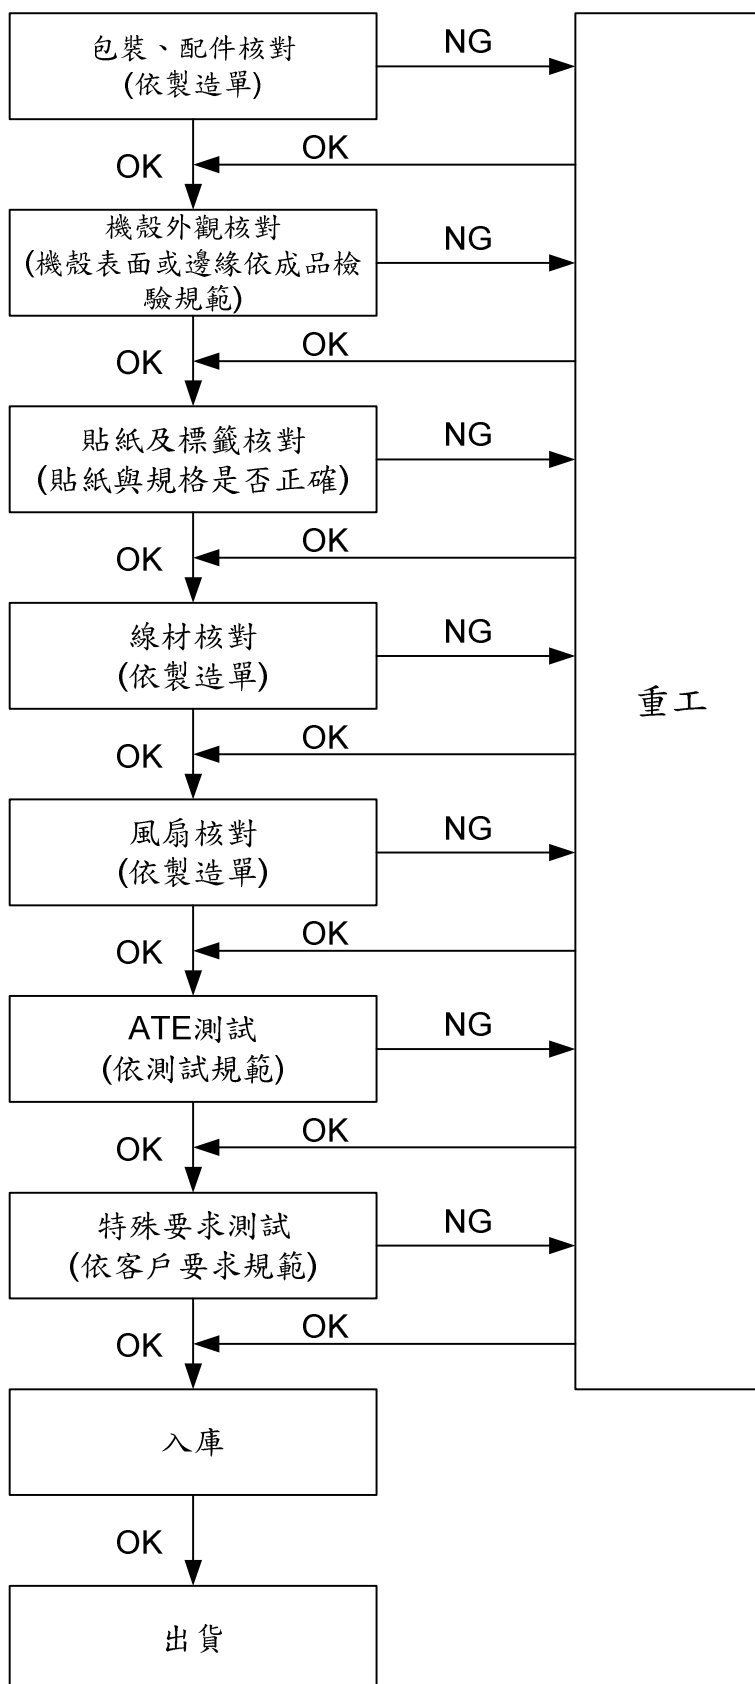 包裝、配件核對
(依製造單)
NG
OK
OK
機殼外觀核對
(機殼表面或邊緣依成品檢
驗規範)
NG
OK
OK
貼紙及標籤核對
(貼紙與規格是否正確)
NG
OK
OK
線材核對
(依製造單)
NG
重工
OK
OK
風扇核對
(依製造單)
NG
OK
OK
ATE測試
(依測試規範)
NG
OK
OK
特殊要求測試
(依客戶要求規範)
NG
OK
OK
入庫
OK
出貨